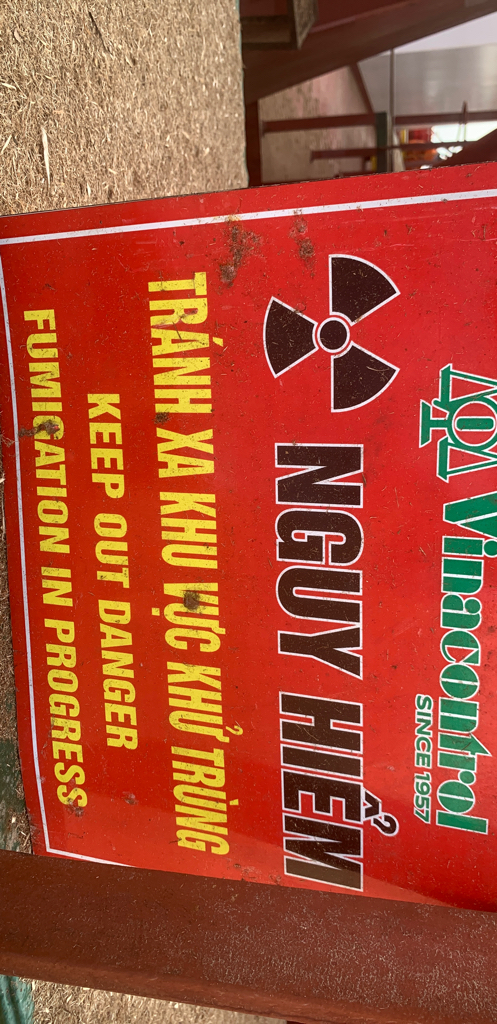 Vinacontrol
SINCE 1957
NGUY HIỂM
TRÁNH XA KHU VỰC KHỬ TRÙNG
KEEP OUT DANGER
FUMIGATION IN PROGRESS